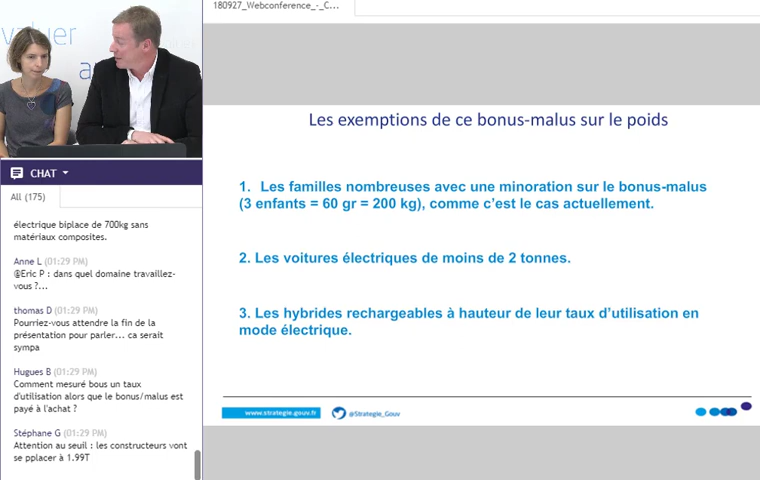 180927_Webconference_-_C...
valuer
a
CHAT
All (175)
électrique biplace de 700kg sans
matériaux composites.
Anne L (01:29 PM)
@Eric P : dans quel domaine travaillez-
vous ?...
thomas D (01:29 PM)
Pourriez-vous attendre la fin de la
présentation pour parler... ca serait
sympa
Hugues B (01:29 PM)
Comment mesuré bous un taux
d'utilisation alors que le bonus/malus est
payé à l'achat ?
Stéphane G (01:29 PM)
Attention au seuil : les constructeurs vont
se pplacer à 1.99T
Les exemptions de ce bonus-malus sur le poids
1. Les familles nombreuses avec une minoration sur le bonus-malus
(3 enfants = 60 gr = 200 kg), comme c'est le cas actuellement.
2. Les voitures électriques de moins de 2 tonnes.
3. Les hybrides rechargeables à hauteur de leur taux d'utilisation en
mode électrique.
www.strategie.gouv.fr
@Strategie_Gouv